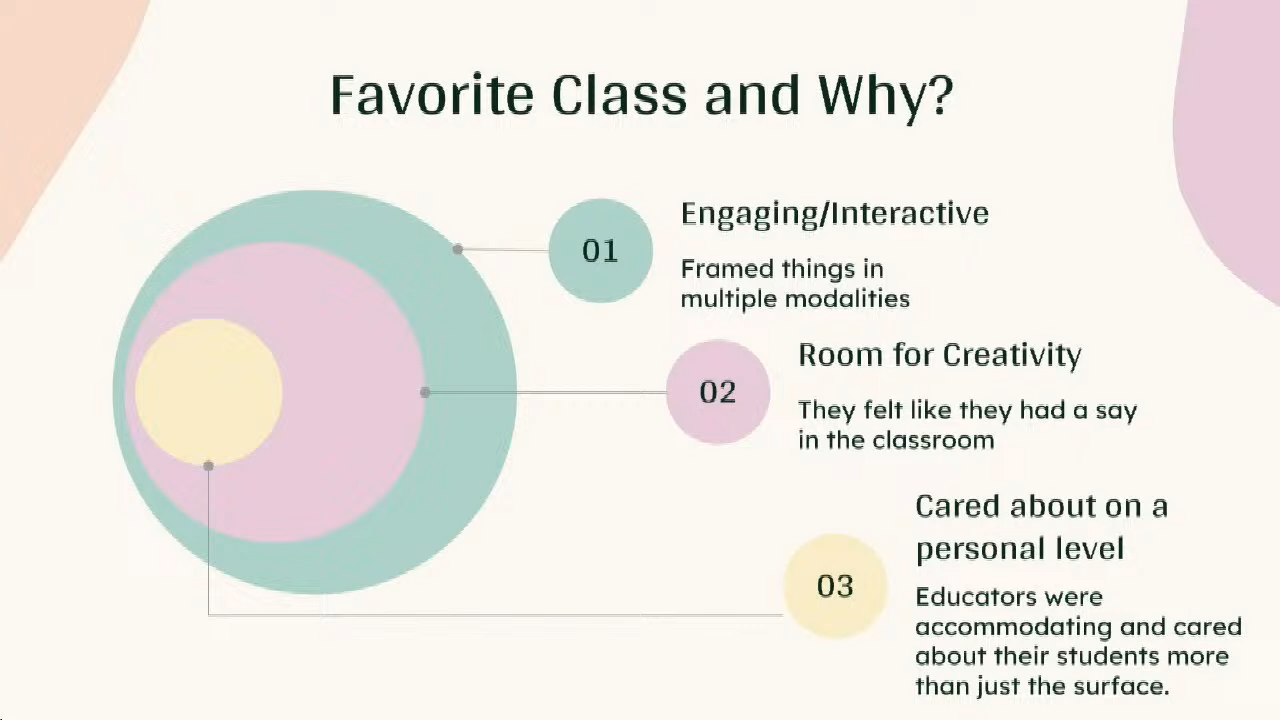 Favorite Class and Why?
01
Engaging/Interactive
Framed things in
multiple modalities
02
Room for Creativity
They felt like they had a say
in the classroom
03
Cared about on a
personal level
Educators were
accommodating and cared
about their students more
than just the surface.